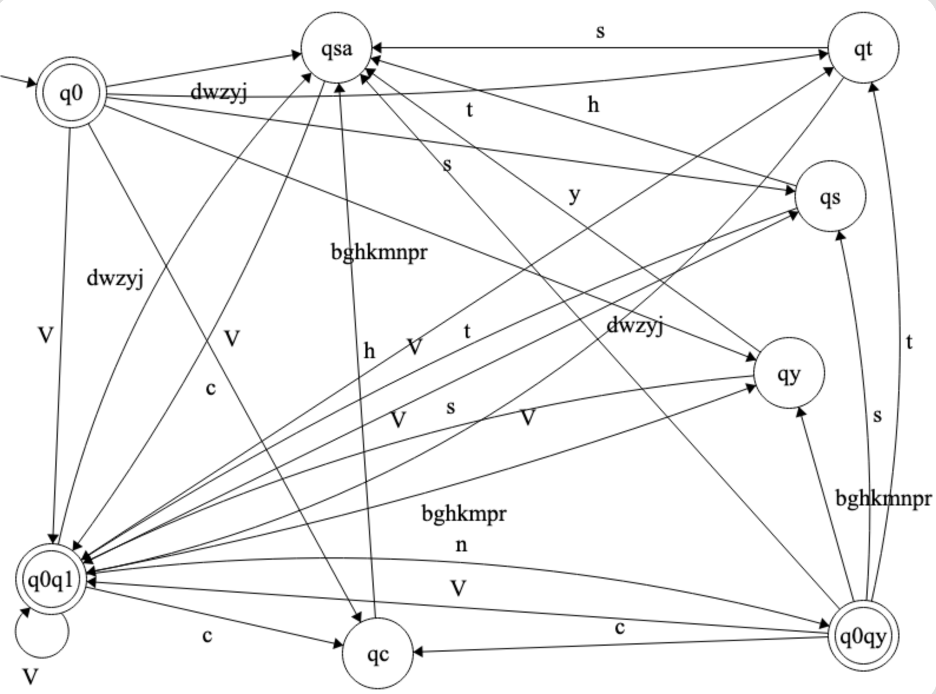 s
qsa
qt
q0
dwzyj
t
h
s
y
qs
bghkmnpr
dwzyj
V
V
h
V
t
dwzyj
t
qy
c
V
s
V
s
bghkmnpr
bghkmpr
n
q0q1
V
c
c
q0qy
qc
V